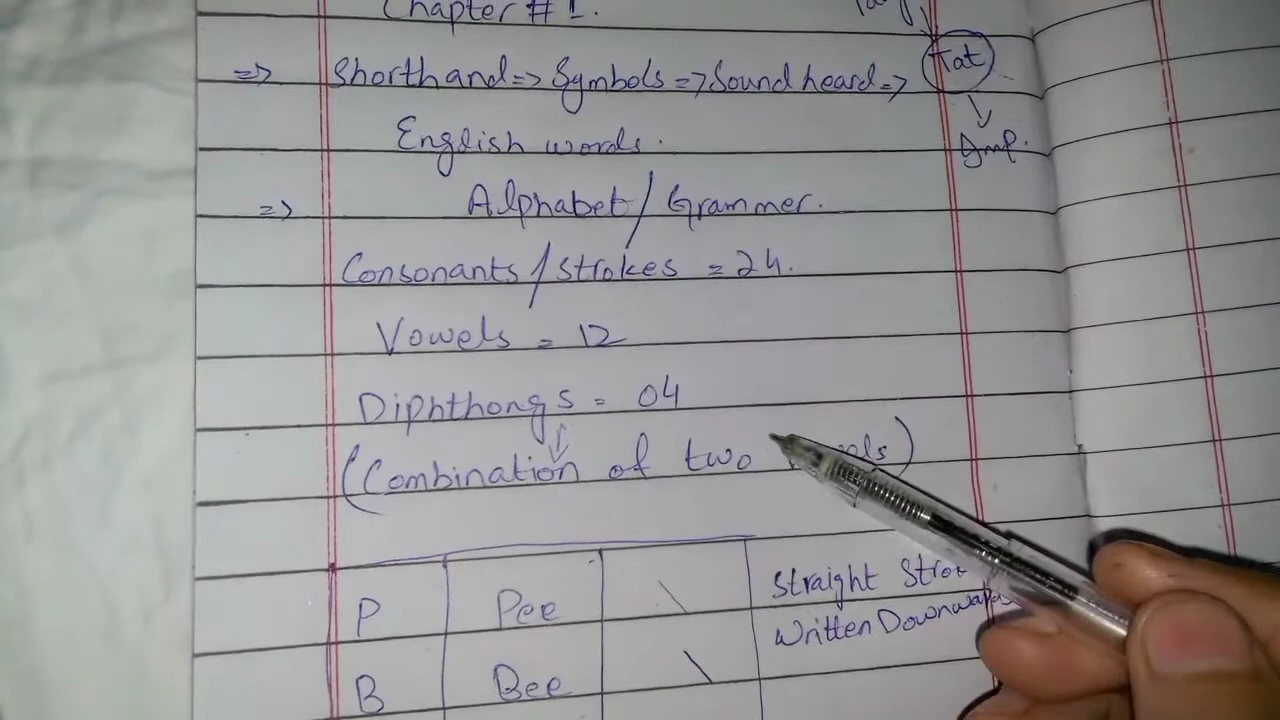 Chapter # 1.
=> Shorthand => Symbols => Sound heard =>
English words.
=> Alphabet / Grammer.
Consonants / Strokes = 24.
Vowels = 12
Diphthongs = 04
(Combination of two
P Pee \ Straight
Written Downwards
B Bee \